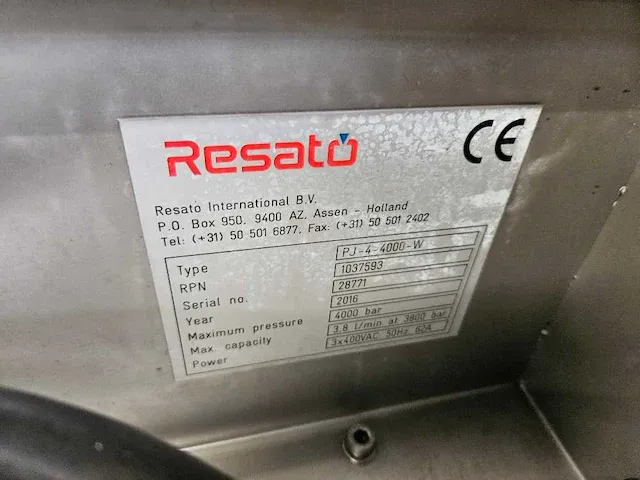 Resato CE
Resato International B.V.
P.O. Box 950, 9400 AZ, Assen - Holland
Tel: (+31) 50 501 6877, Fax: (+31) 50 501 2402
Type PJ-4-4000-W
RPN 1037593
Serial no. 28771
Year 2016
Maximum pressure 4000 bar
Max. capacity 3.8 l/min at 3800 bar
Power 3x400VAC, 50Hz, 62A